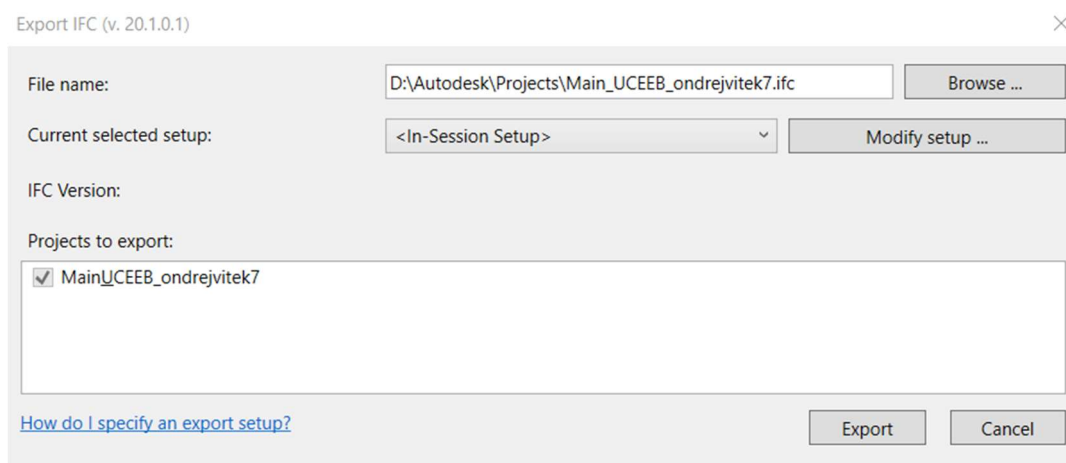 Export IFC (v. 20.1.0.1)
File name: D:\Autodesk\Projects\Main_UCEEB_ondrejvitek7.ifc Browse ...
Current selected setup: <In-Session Setup> Modify setup ...
IFC Version:
Projects to export:
MainUCEEB_ondrejvitek7
How do I specify an export setup? Export Cancel